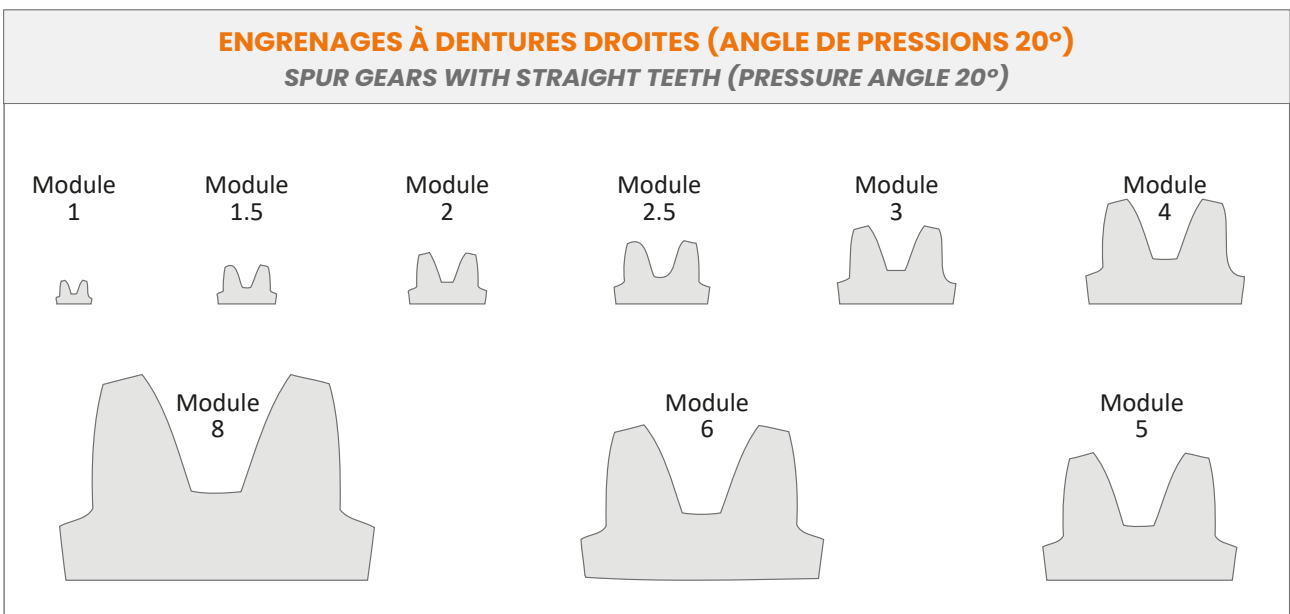 ENGRENAGES À DENTURES DROITES (ANGLE DE PRESSIONS 20°)
SPUR GEARS WITH STRAIGHT TEETH (PRESSURE ANGLE 20°)
Module
1
Module
1.5
Module
2
Module
2.5
Module
3
Module
4
Module
8
Module
6
Module
5